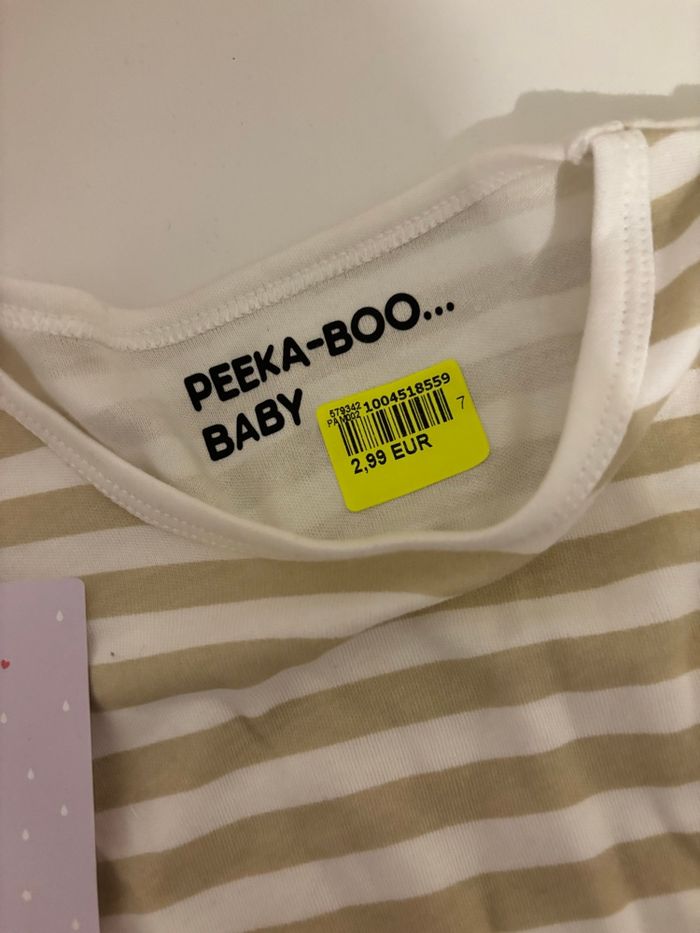 PEEKA-BOO...
BABY
579342
PAN002
1004518559
7
2,99 EUR